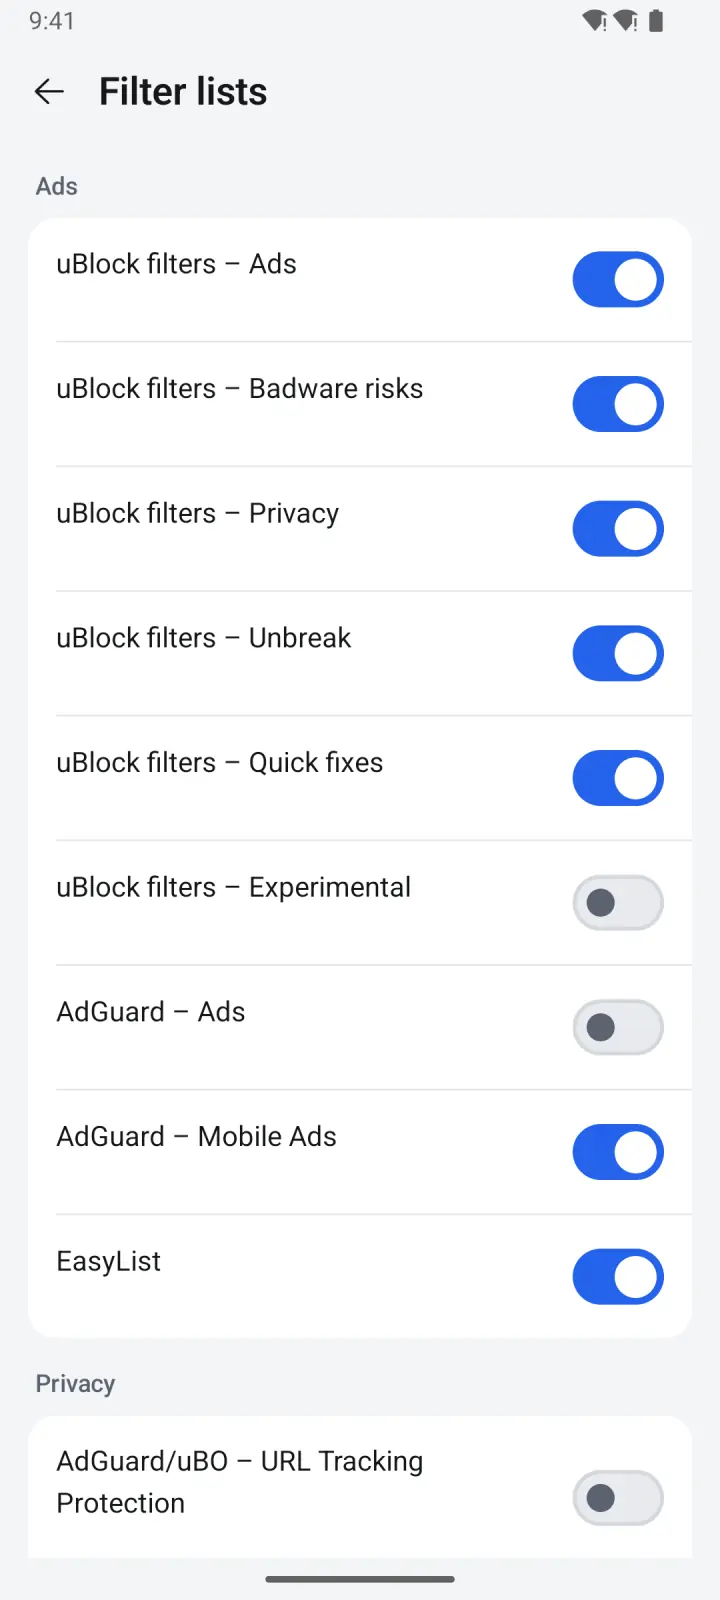 9:41
Filter lists
Ads
uBlock filters – Ads
uBlock filters – Badware risks
uBlock filters – Privacy
uBlock filters – Unbreak
uBlock filters – Quick fixes
uBlock filters – Experimental
AdGuard – Ads
AdGuard – Mobile Ads
EasyList
Privacy
AdGuard/uBO – URL Tracking
Protection